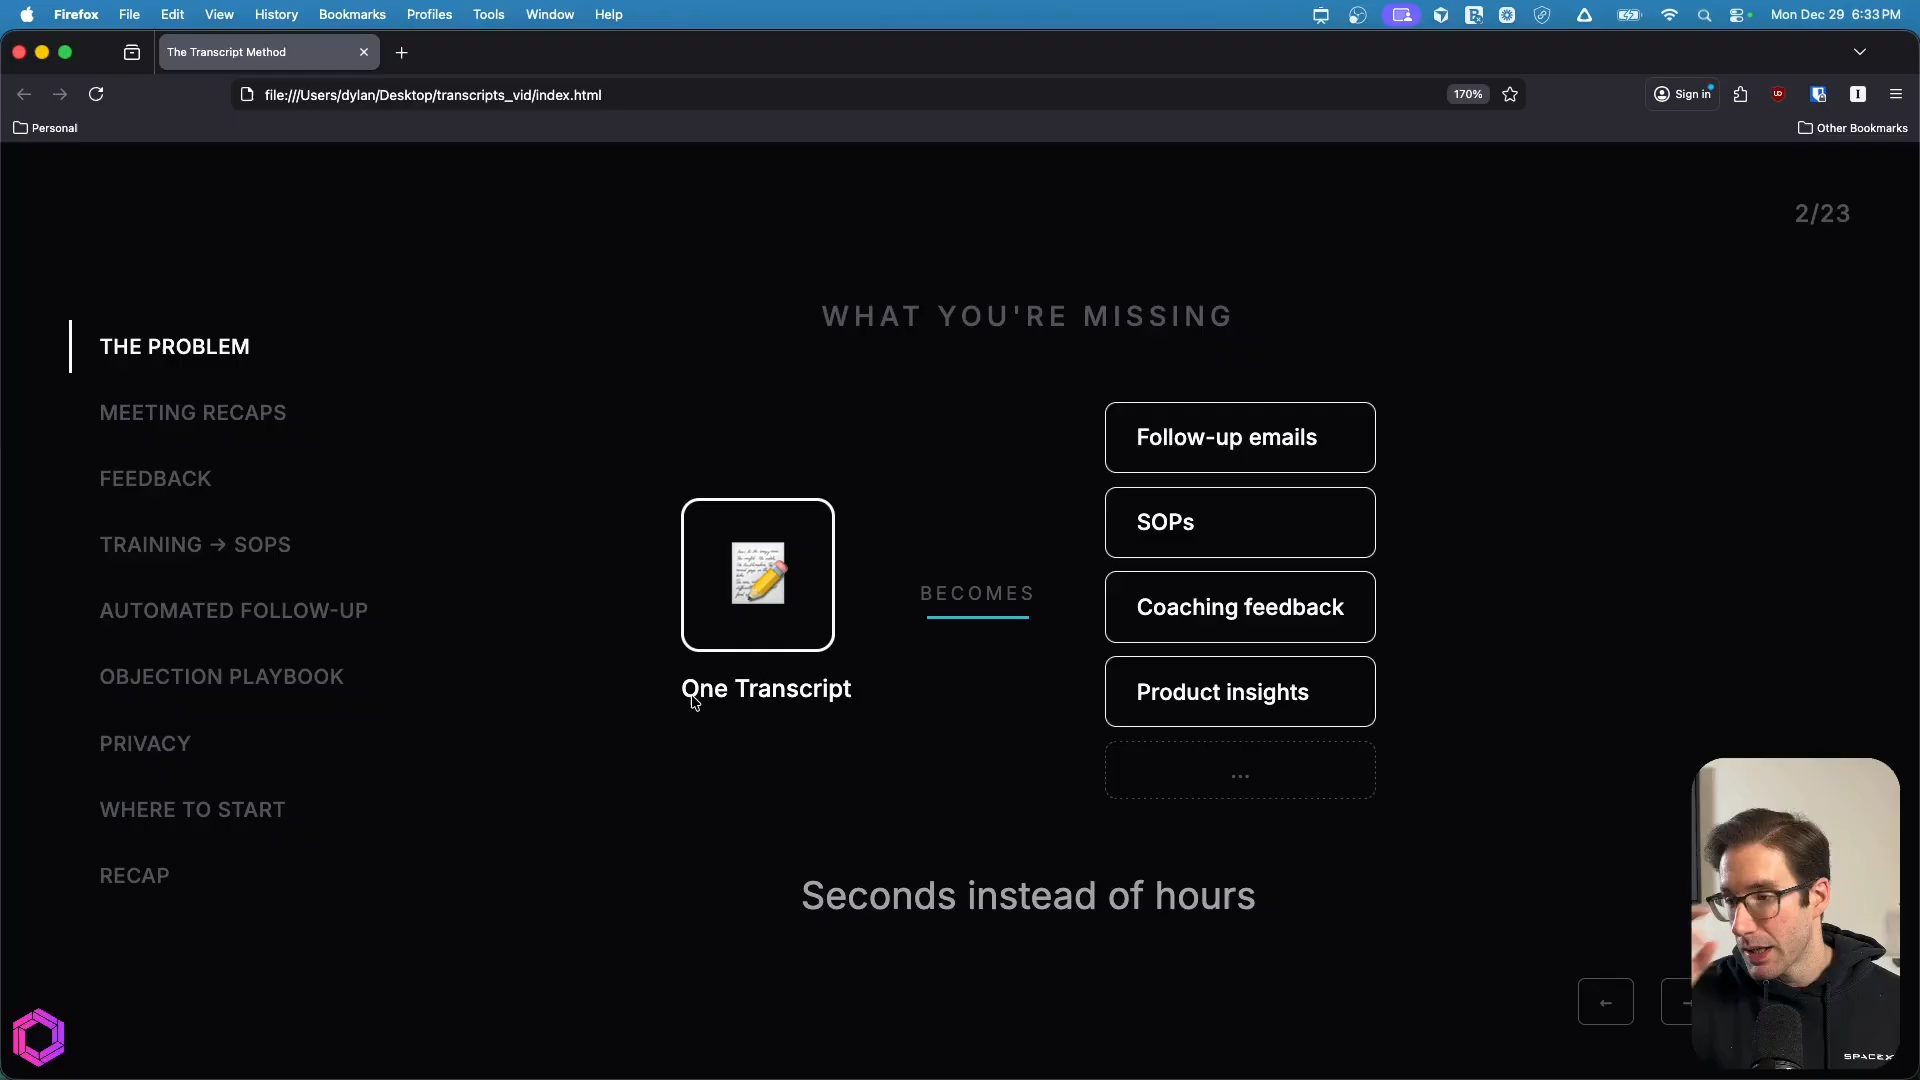 Firefox File Edit View History Bookmarks Profiles Tools Window Help Mon Dec 29 6:33 PM
The Transcript Method
file:///Users/dylan/Desktop/transcripts_vid/index.html 170% Sign in
Personal Other Bookmarks
2/23
WHAT YOU'RE MISSING
THE PROBLEM
MEETING RECAPS
FEEDBACK
TRAINING → SOPS
AUTOMATED FOLLOW-UP
OBJECTION PLAYBOOK
PRIVACY
WHERE TO START
RECAP
One Transcript
BECOMES
Follow-up emails
SOPs
Coaching feedback
Product insights
...
Seconds instead of hours
← →
SPACEX